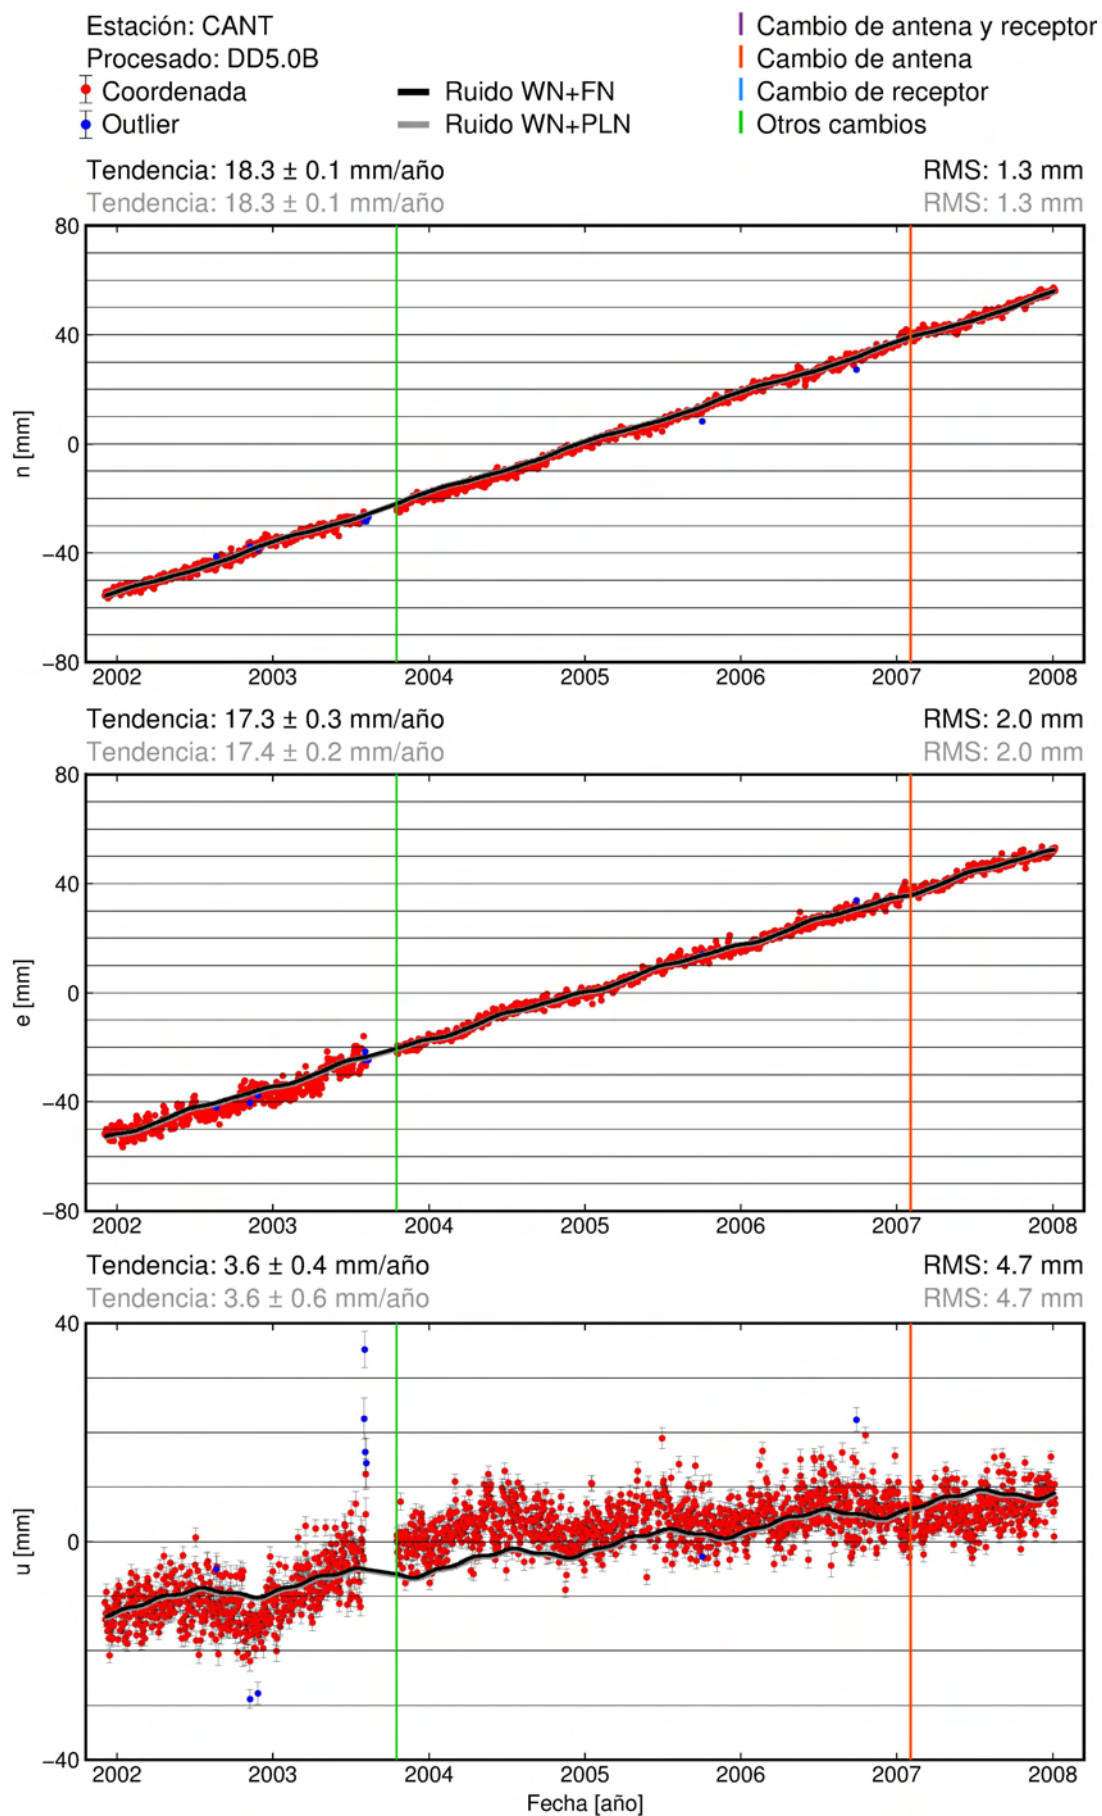 Estación: CANT
Procesado: DD5.0B
Coordenada
Outlier
Ruido WN+FN
Ruido WN+PLN
Cambio de antena y receptor
Cambio de antena
Cambio de receptor
Otros cambios
Tendencia: 18.3 ± 0.1 mm/año RMS: 1.3 mm
Tendencia: 18.3 ± 0.1 mm/año RMS: 1.3 mm
80
40
0
−40
−80
n [mm]
2002 2003 2004 2005 2006 2007 2008
Tendencia: 17.3 ± 0.3 mm/año RMS: 2.0 mm
Tendencia: 17.4 ± 0.2 mm/año RMS: 2.0 mm
80
40
0
−40
−80
e [mm]
2002 2003 2004 2005 2006 2007 2008
Tendencia: 3.6 ± 0.4 mm/año RMS: 4.7 mm
Tendencia: 3.6 ± 0.6 mm/año RMS: 4.7 mm
40
0
−40
u [mm]
2002 2003 2004 2005 2006 2007 2008
Fecha [año]